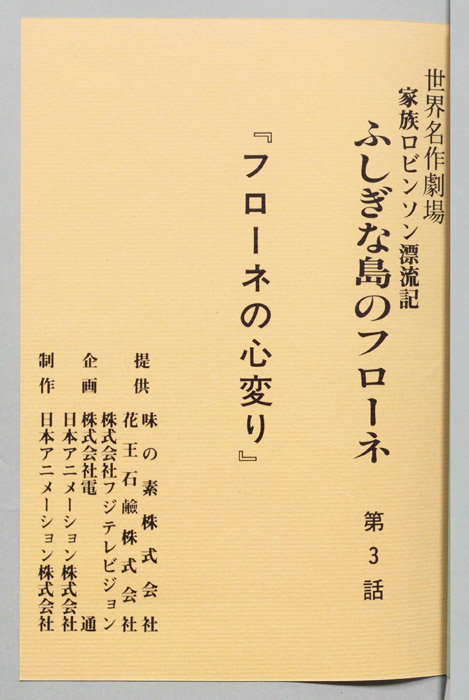 世界名作劇場
家族ロビンソン漂流記
ふしぎな島のフローネ 第3話
『フローネの心変り』
提供 味の素株式会社
花王石鹸株式会社
株式会社フジテレビジョン
企画 株式会社電通
日本アニメーション株式会社
制作 日本アニメーション株式会社